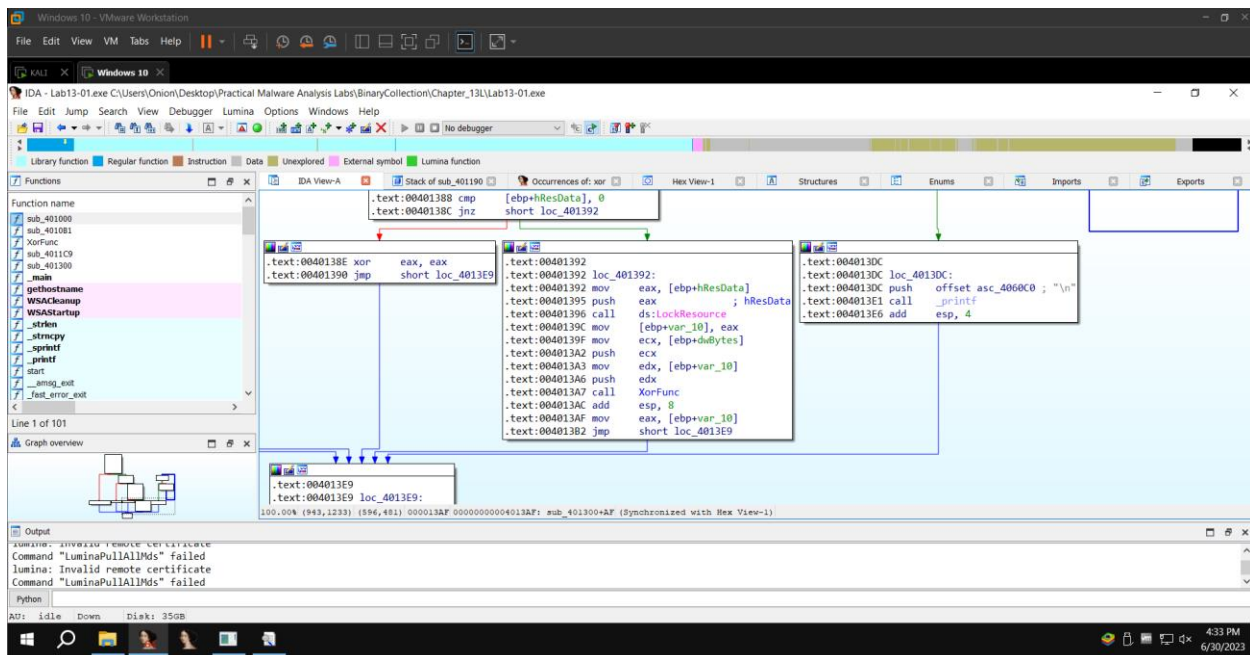 Windows 10 - VMware Workstation
File Edit View VM Tabs Help
KALI Windows 10
IDA - Lab13-01.exe C:\Users\Onion\Desktop\Practical Malware Analysis Labs\BinaryCollection\Chapter_13L\Lab13-01.exe
File Edit Jump Search View Debugger Lumina Options Windows Help
No debugger
Library function Regular function Instruction Data Unexplored External symbol Lumina function
Functions
IDA View-A Stack of sub_401190 Occurrences of: xor Hex View-1 Structures Enums Imports Exports
Function name
sub_401000
sub_4010B1
XorFunc
sub_4011C9
sub_401300
_main
gethostname
WSACleanup
WSAStartup
_strlen
_strncpy
_sprintf
_printf
start
__amsg_exit
_fast_error_exit
Line 1 of 101
Graph overview
.text:00401388 cmp [ebp+hResData], 0
.text:0040138C jnz short loc_401392
.text:0040138E xor eax, eax
.text:00401390 jmp short loc_4013E9
.text:00401392
.text:00401392 loc_401392:
.text:00401392 mov eax, [ebp+hResData]
.text:00401395 push eax ; hResData
.text:00401396 call ds:LockResource
.text:0040139C mov [ebp+var_10], eax
.text:0040139F mov ecx, [ebp+dwBytes]
.text:004013A2 push ecx
.text:004013A3 mov edx, [ebp+var_10]
.text:004013A6 push edx
.text:004013A7 call XorFunc
.text:004013AC add esp, 8
.text:004013AF mov eax, [ebp+var_10]
.text:004013B2 jmp short loc_4013E9
.text:004013DC
.text:004013DC loc_4013DC:
.text:004013DC push offset asc_4060C0 ; "\n"
.text:004013E1 call _printf
.text:004013E6 add esp, 4
.text:004013E9
.text:004013E9 loc_4013E9:
100.00% (943,1233) (596,481) 000013AF 00000000004013AF: sub_401300+AF (Synchronized with Hex View-1)
Output
lumina: Invalid remote certificate
Command "LuminaPullAllMds" failed
lumina: Invalid remote certificate
Command "LuminaPullAllMds" failed
Python
AU: idle Down Disk: 35GB
4:33 PM
6/30/2023